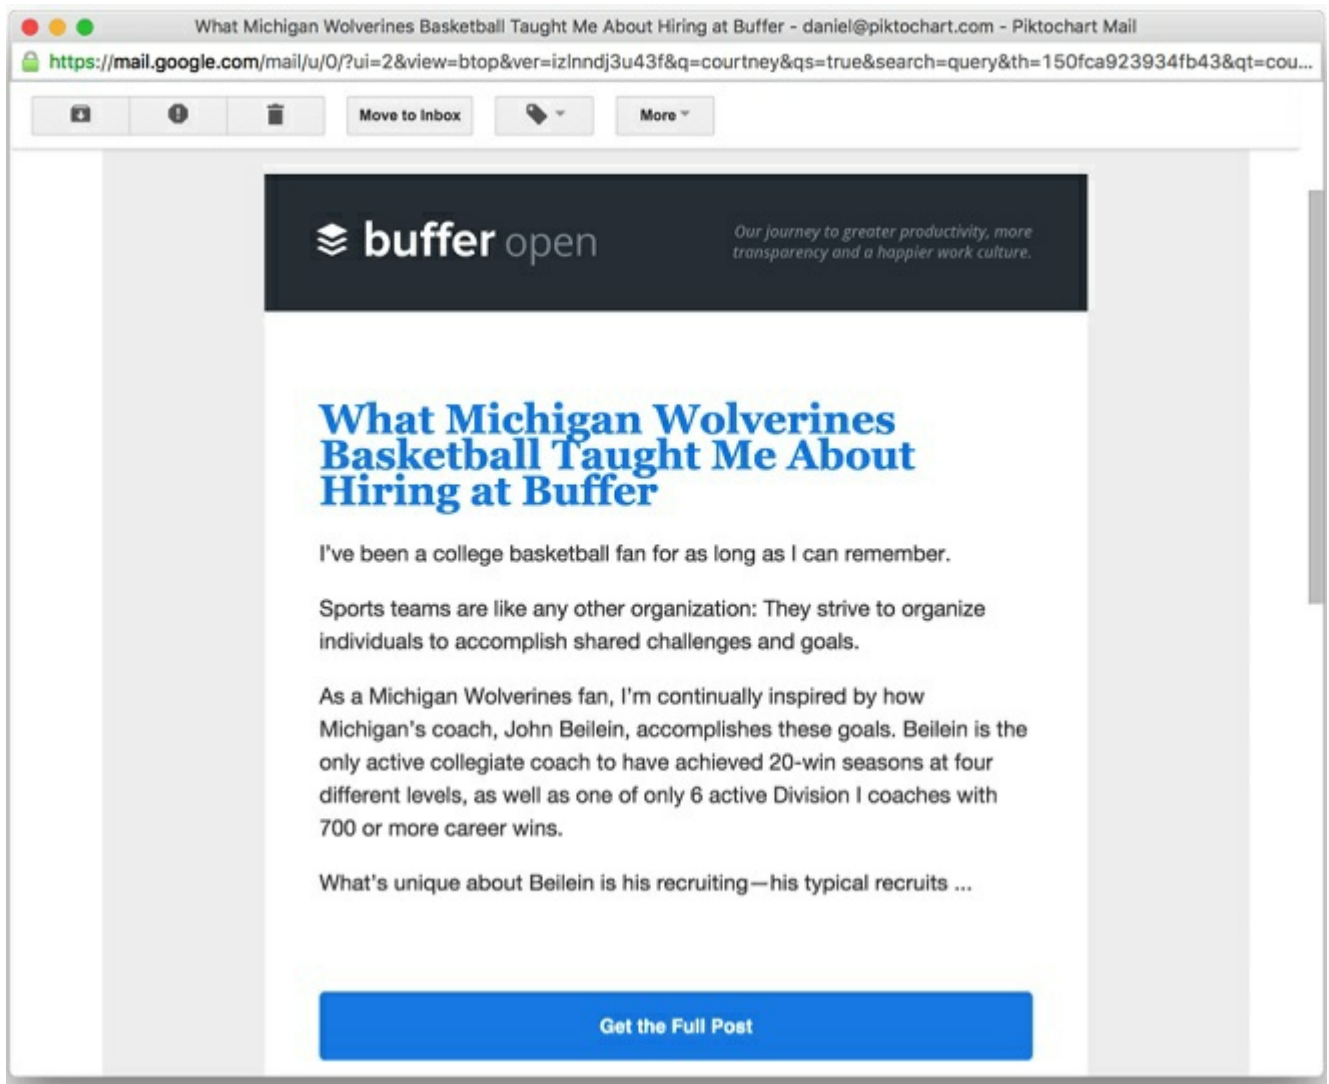 What Michigan Wolverines Basketball Taught Me About Hiring at Buffer - daniel@piktochart.com - Piktochart Mail
https://mail.google.com/mail/u/0/?ui=2&view=btop&ver=izlnndj3u43f&q=courtney&qs=true&search=query&th=150fca923934fb43&qt=cou...
Move to Inbox
More
buffer open
Our journey to greater productivity, more
transparency and a happier work culture.
What Michigan Wolverines
Basketball Taught Me About
Hiring at Buffer
I've been a college basketball fan for as long as I can remember.
Sports teams are like any other organization: They strive to organize
individuals to accomplish shared challenges and goals.
As a Michigan Wolverines fan, I'm continually inspired by how
Michigan's coach, John Beilein, accomplishes these goals. Beilein is the
only active collegiate coach to have achieved 20-win seasons at four
different levels, as well as one of only 6 active Division I coaches with
700 or more career wins.
What's unique about Beilein is his recruiting—his typical recruits ...
Get the Full Post